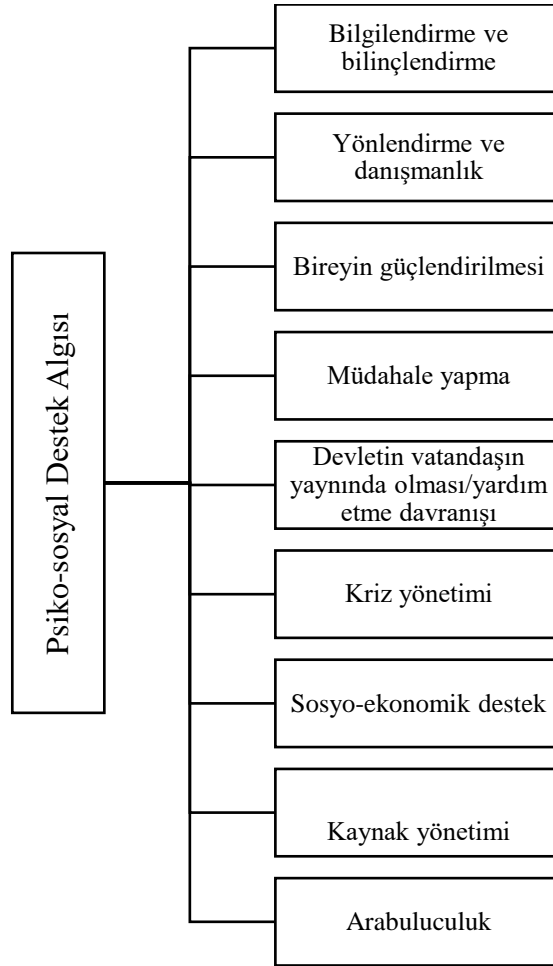 Psiko-sosyal Destek Algısı
Bilgilendirme ve
bilinçlendirme
Yönlendirme ve
danışmanlık
Bireyin güçlendirilmesi
Müdahale yapma
Devletin vatandaşın
yaynında olması/yardım
etme davranışı
Kriz yönetimi
Sosyo-ekonomik destek
Kaynak yönetimi
Arabuluculuk